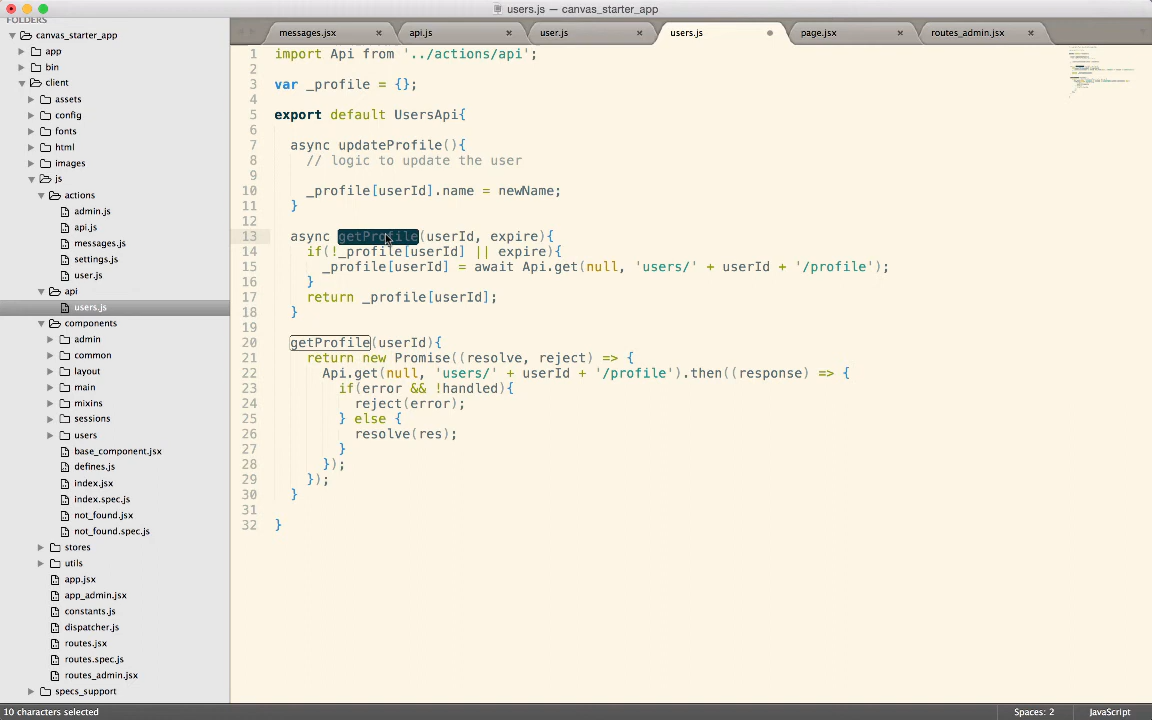 users.js — canvas_starter_app
FOLDERS
canvas_starter_app
app
bin
client
assets
config
fonts
html
images
js
actions
admin.js
api.js
messages.js
settings.js
user.js
api
users.js
components
admin
common
layout
main
mixins
sessions
users
base_component.jsx
defines.js
index.jsx
index.spec.js
not_found.jsx
not_found.spec.js
stores
utils
app.jsx
app_admin.jsx
constants.js
dispatcher.js
routes.jsx
routes.spec.js
routes_admin.jsx
specs_support
messages.jsx × api.js × user.js × users.js page.jsx × routes_admin.jsx ×
1 import Api from '../actions/api';
2
3 var _profile = {};
4
5 export default UsersApi{
6
7 async updateProfile(){
8 // logic to update the user
9
10 _profile[userId].name = newName;
11 }
12
13 async getProfile(userId, expire){
14 if(!_profile[userId] || expire){
15 _profile[userId] = await Api.get(null, 'users/' + userId + '/profile');
16 }
17 return _profile[userId];
18 }
19
20 getProfile(userId){
21 return new Promise((resolve, reject) => {
22 Api.get(null, 'users/' + userId + '/profile').then((response) => {
23 if(error && !handled){
24 reject(error);
25 } else {
26 resolve(res);
27 }
28 });
29 });
30 }
31
32 }
10 characters selected
Spaces: 2
JavaScript